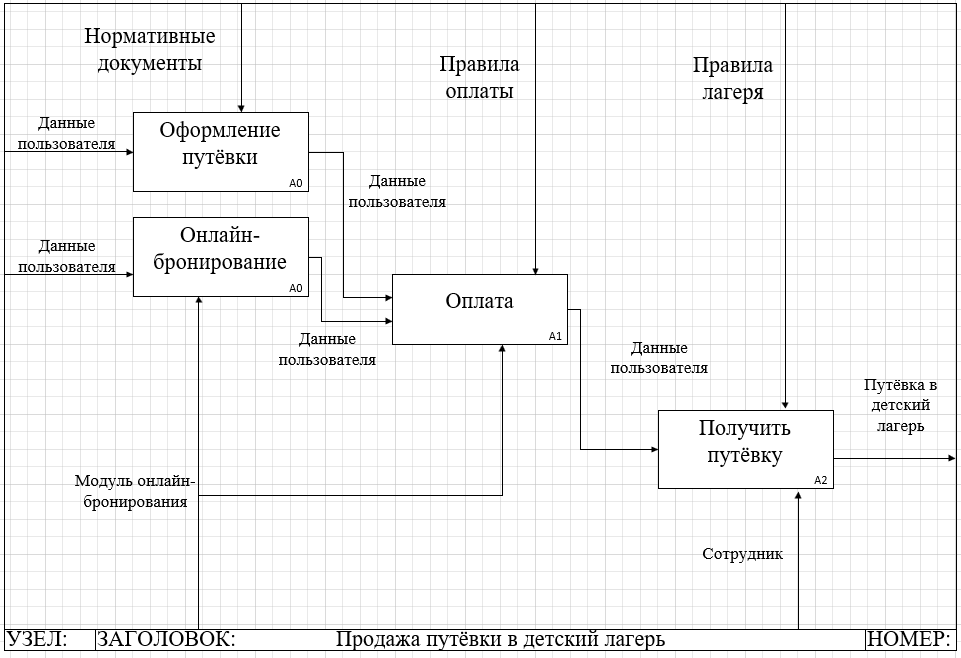 Нормативные
документы
Правила
оплаты
Правила
лагеря
Данные
пользователя
Оформление
путёвки
A0
Данные
пользователя
Данные
пользователя
Онлайн-
бронирование
A0
Оплата
A1
Данные
пользователя
Данные
пользователя
Путёвка в
детский
лагерь
Получить
путёвку
A2
Модуль онлайн-
бронирования
Сотрудник
УЗЕЛ:
ЗАГОЛОВОК:
Продажа путёвки в детский лагерь
НОМЕР: